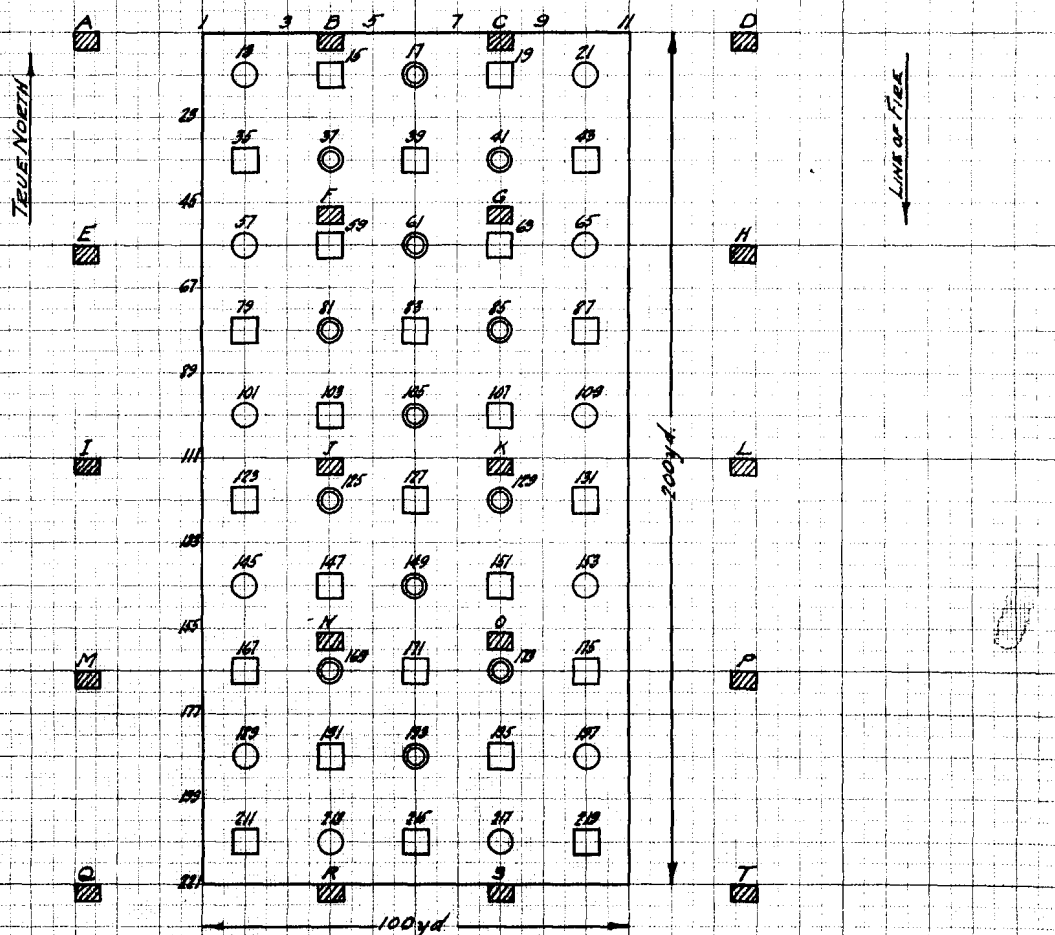 A 1 3 B 5 7 C 9 11 D
TRUE NORTH
LINE OF FIRE
13 15 17 19 21
23
35 37 39 41 43
45
F G
57 59 61 63 65
E H
67
79 81 83 85 87
89
101 103 105 107 109
I 111 J K L
123 125 127 129 131
133
200 yd.
145 147 149 151 153
155
N O
167 169 171 173 175
M P
177
189 191 193 195 197
199
211 213 215 217 219
Q 221 R S T
100 yd